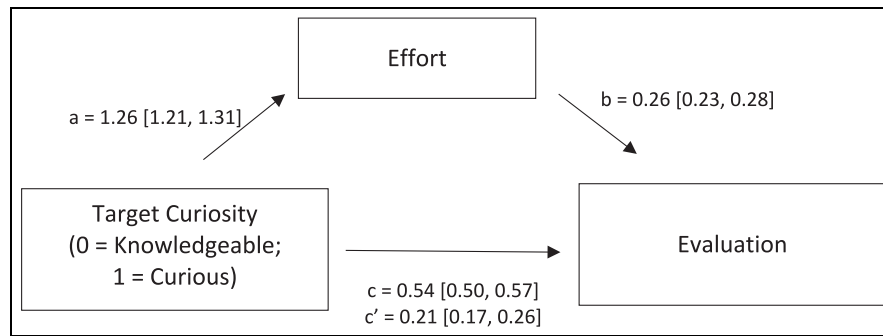 Effort
a = 1.26 [1.21, 1.31]
b = 0.26 [0.23, 0.28]
Target Curiosity
(0 = Knowledgeable;
1 = Curious)
Evaluation
c = 0.54 [0.50, 0.57]
c’ = 0.21 [0.17, 0.26]